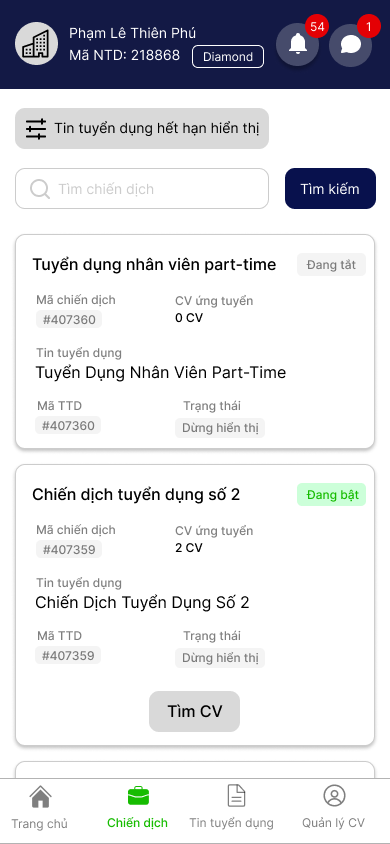 Phạm Lê Thiên Phú
Mã NTD: 218868
Diamond
54
1
Tin tuyển dụng hết hạn hiển thị
Tìm chiến dịch
Tìm kiếm
Tuyển dụng nhân viên part-time
Đang tắt
Mã chiến dịch
CV ứng tuyển
#407360
0 CV
Tin tuyển dụng
Tuyển Dụng Nhân Viên Part-Time
Mã TTD
Trạng thái
#407360
Dừng hiển thị
Chiến dịch tuyển dụng số 2
Đang bật
Mã chiến dịch
CV ứng tuyển
#407359
2 CV
Tin tuyển dụng
Chiến Dịch Tuyển Dụng Số 2
Mã TTD
Trạng thái
#407359
Dừng hiển thị
Tìm CV
Trang chủ
Chiến dịch
Tin tuyển dụng
Quản lý CV